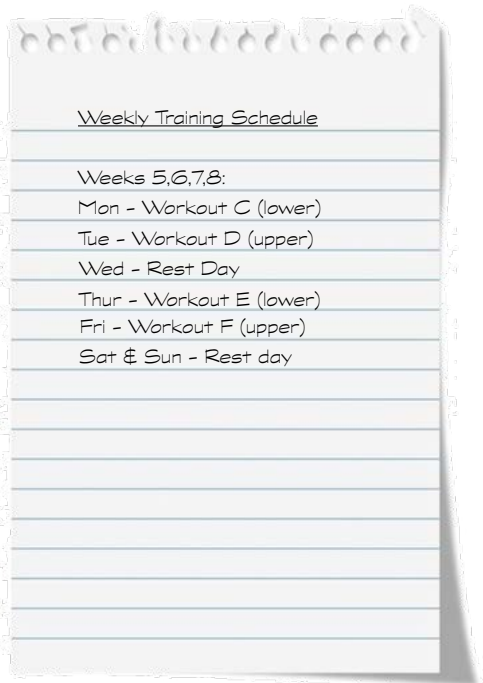 Weekly Training Schedule
Weeks 5,6,7,8:
Mon - Workout C (lower)
Tue - Workout D (upper)
Wed - Rest Day
Thur - Workout E (lower)
Fri - Workout F (upper)
Sat & Sun - Rest day